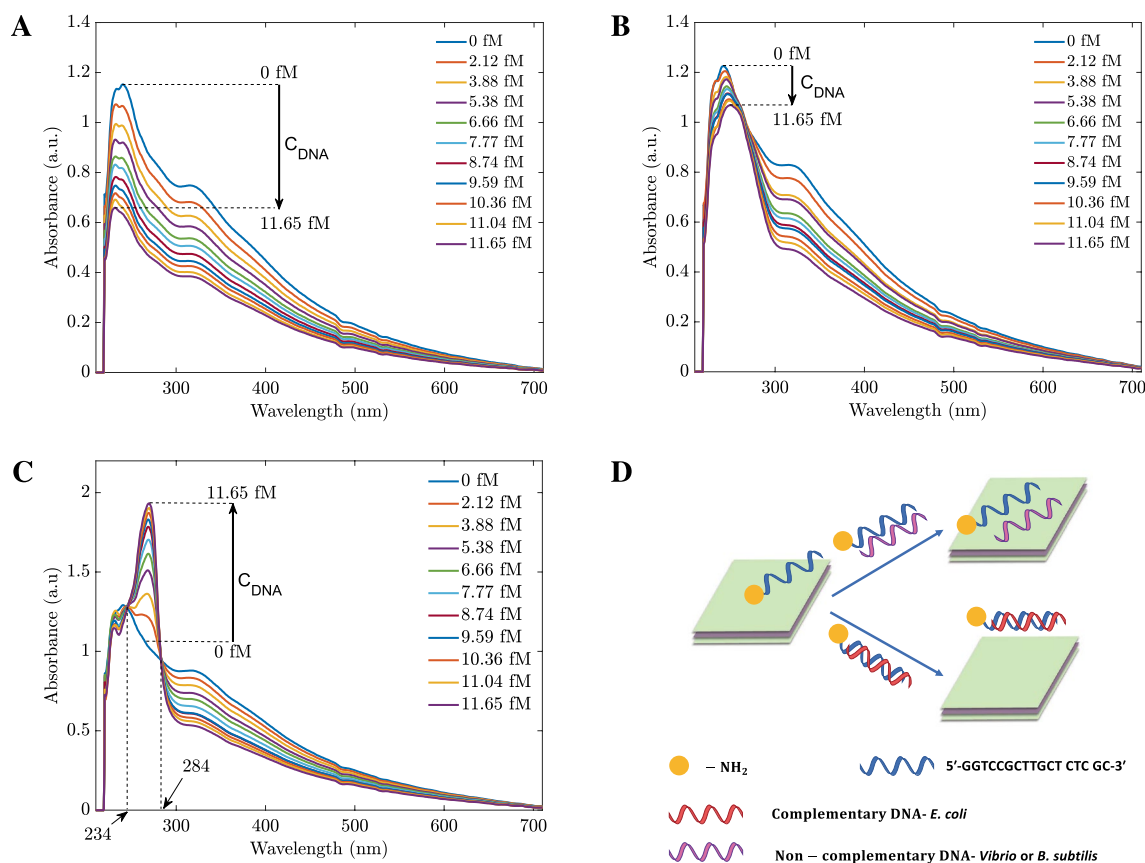 A
1.4
1.2
1
0.8
0.6
0.4
0.2
0
300
400
500
600
700
Wavelength (nm)
Absorbance (a.u.)
0 fM
C_DNA
11.65 fM
0 fM
2.12 fM
3.88 fM
5.38 fM
6.66 fM
7.77 fM
8.74 fM
9.59 fM
10.36 fM
11.04 fM
11.65 fM
B
1.4
1.2
1
0.8
0.6
0.4
0.2
0
300
400
500
600
700
Wavelength (nm)
Absorbance (a.u.)
0 fM
C_DNA
11.65 fM
0 fM
2.12 fM
3.88 fM
5.38 fM
6.66 fM
7.77 fM
8.74 fM
9.59 fM
10.36 fM
11.04 fM
11.65 fM
C
2
1.5
1
0.5
0
300
400
500
600
700
Wavelength (nm)
Absorbance (a.u)
11.65 fM
C_DNA
0 fM
284
234
0 fM
2.12 fM
3.88 fM
5.38 fM
6.66 fM
7.77 fM
8.74 fM
9.59 fM
10.36 fM
11.04 fM
11.65 fM
D
– NH₂
5′-GGTCCGCTTGCT CTC GC-3′
Complementary DNA- E. coli
Non – complementary DNA- Vibrio or B. subtilis